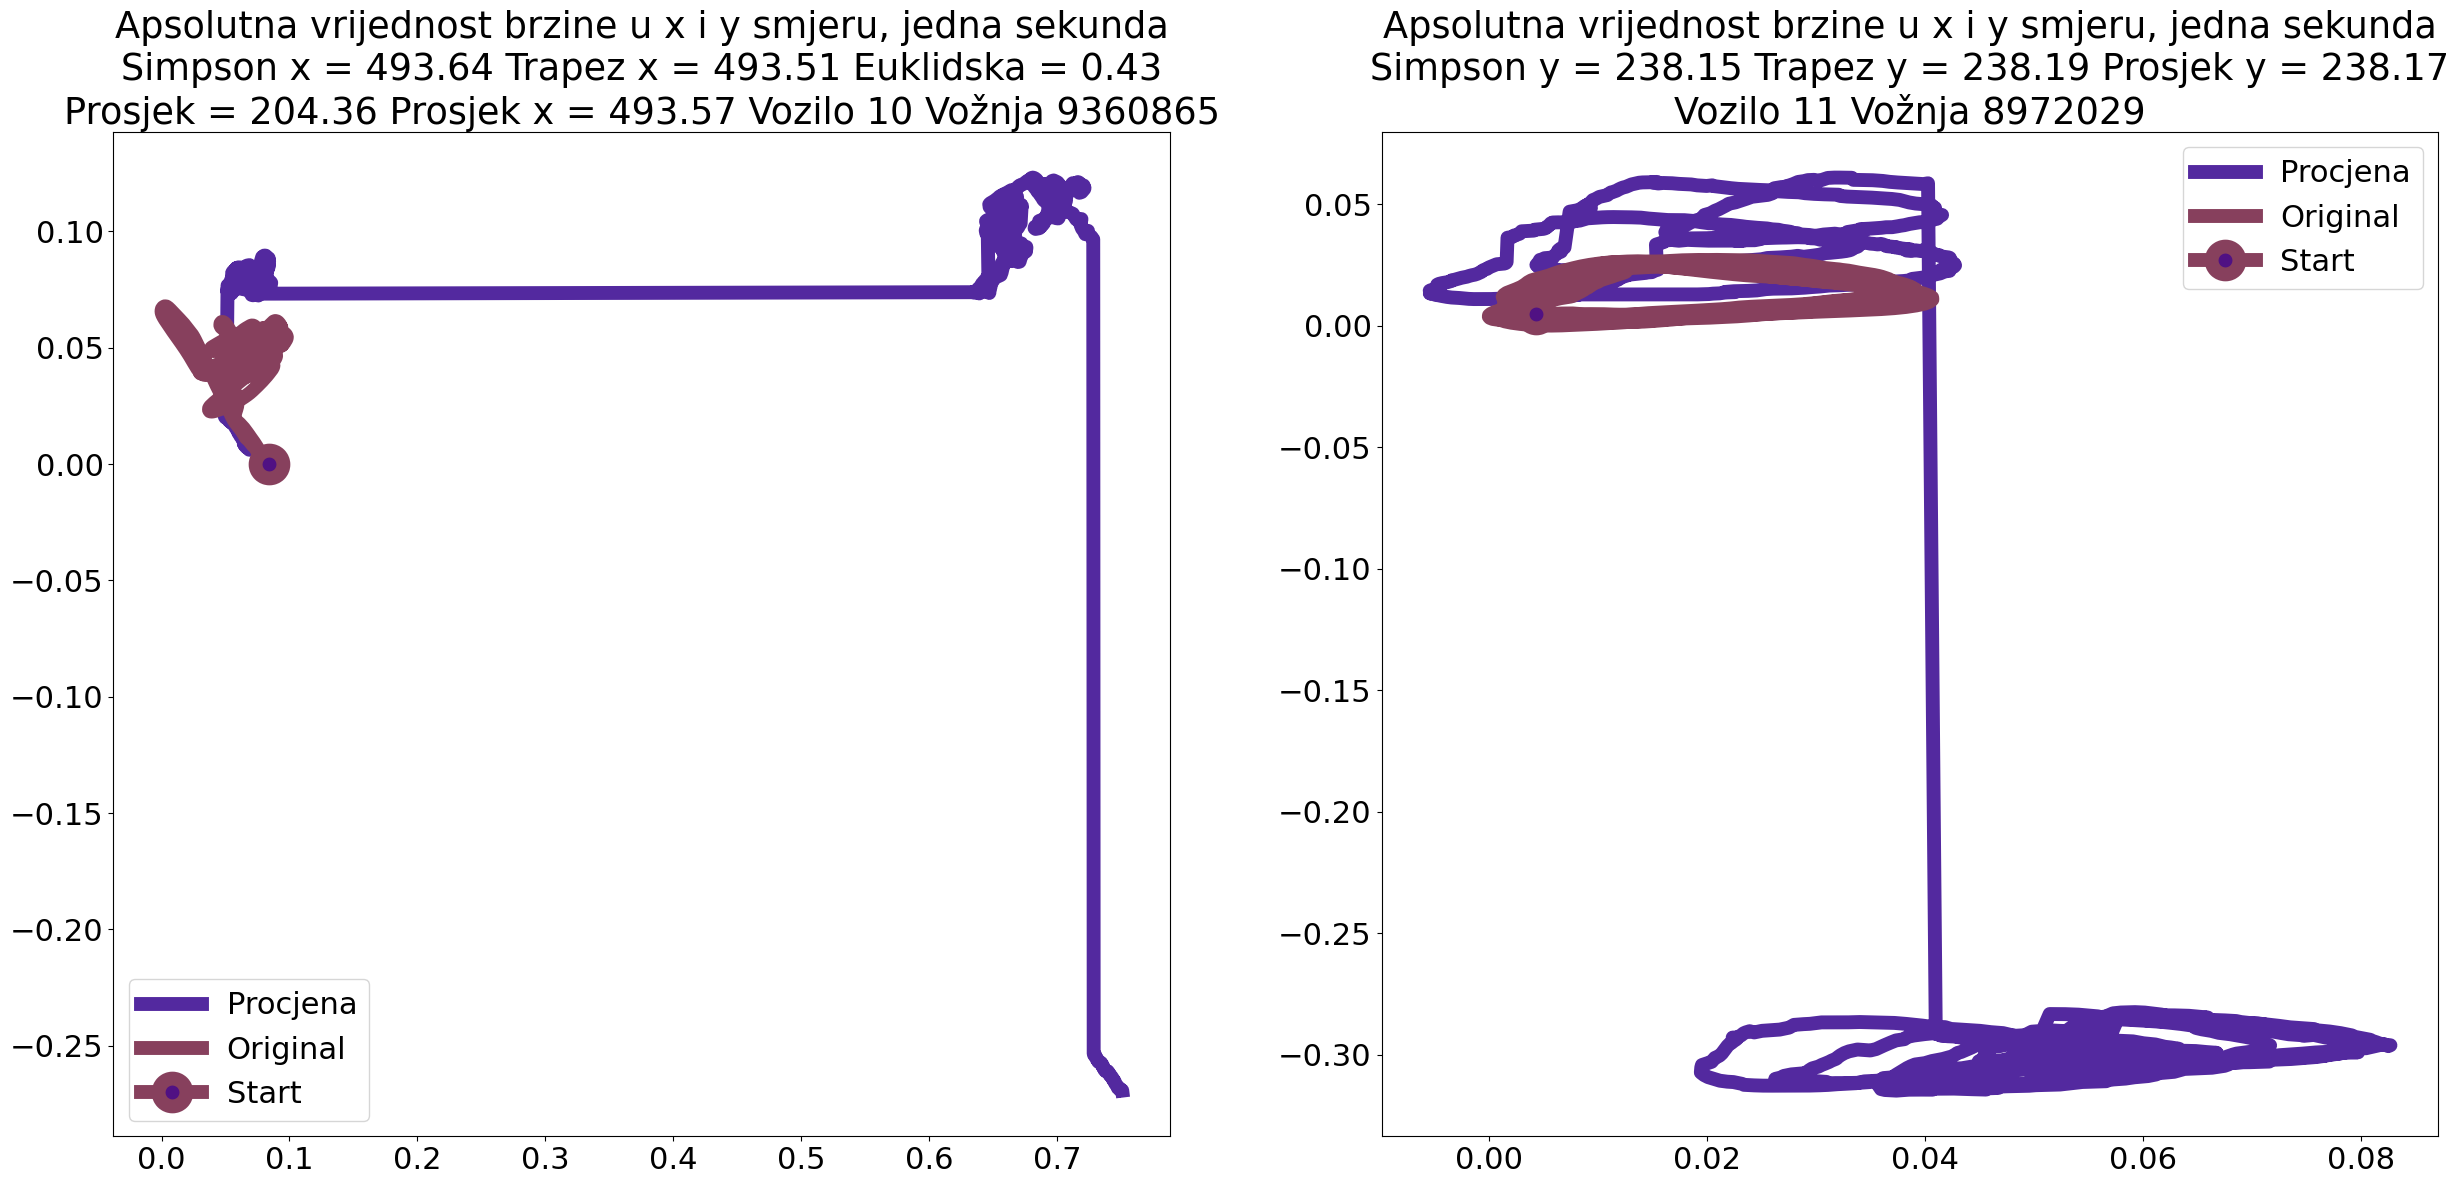 Apsolutna vrijednost brzine u x i y smjeru, jedna sekunda
Simpson x = 493.64 Trapez x = 493.51 Euklidska = 0.43
Prosjek = 204.36 Prosjek x = 493.57 Vozilo 10 Vožnja 9360865
0.10
0.05
0.00
−0.05
−0.10
−0.15
−0.20
−0.25
Procjena
Original
Start
0.0 0.1 0.2 0.3 0.4 0.5 0.6 0.7
Apsolutna vrijednost brzine u x i y smjeru, jedna sekunda
Simpson y = 238.15 Trapez y = 238.19 Prosjek y = 238.17
Vozilo 11 Vožnja 8972029
Procjena
Original
Start
0.05
0.00
−0.05
−0.10
−0.15
−0.20
−0.25
−0.30
0.00 0.02 0.04 0.06 0.08